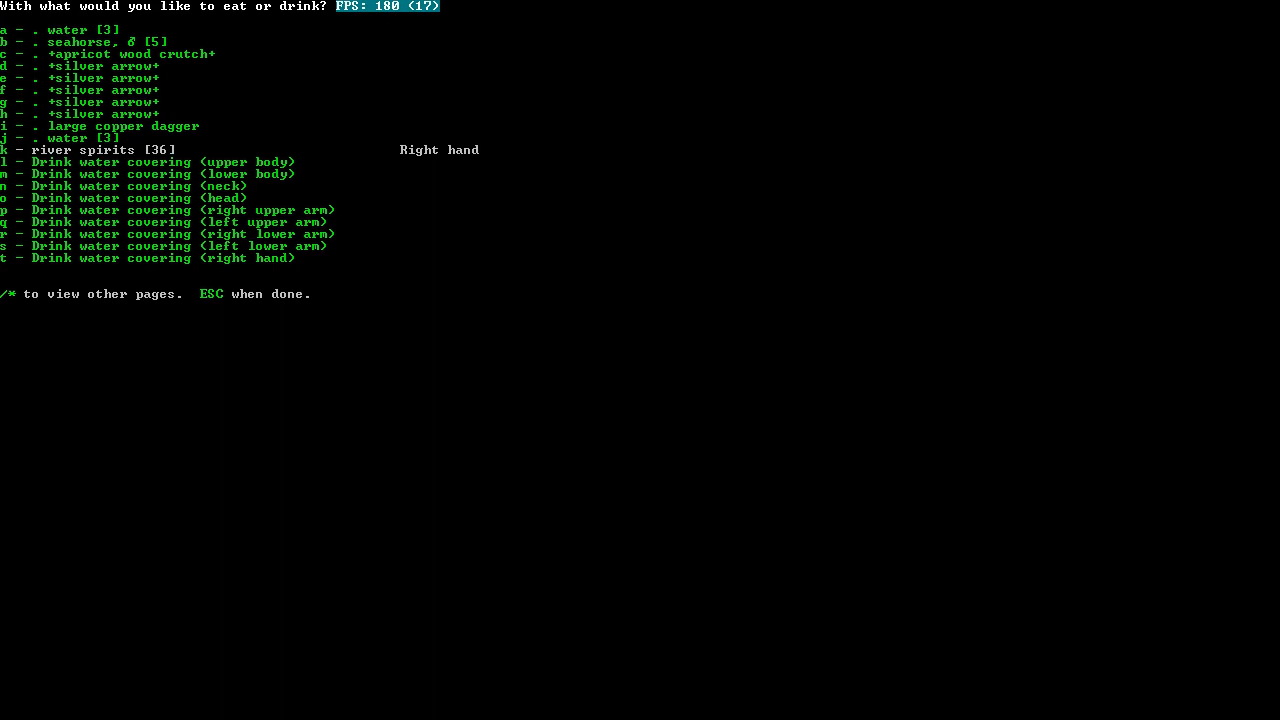 With what would you like to eat or drink? FPS: 180 (17)
a - . water [3]
b - . seahorse, ♂ [5]
c - . +apricot wood crutch+
d - . +silver arrow+
e - . +silver arrow+
f - . +silver arrow+
g - . +silver arrow+
h - . +silver arrow+
i - . large copper dagger
j - . water [3]
k - river spirits [36] Right hand
l - Drink water covering (upper body)
m - Drink water covering (lower body)
n - Drink water covering (neck)
o - Drink water covering (head)
p - Drink water covering (right upper arm)
q - Drink water covering (left upper arm)
r - Drink water covering (right lower arm)
s - Drink water covering (left lower arm)
t - Drink water covering (right hand)
/* to view other pages. ESC when done.